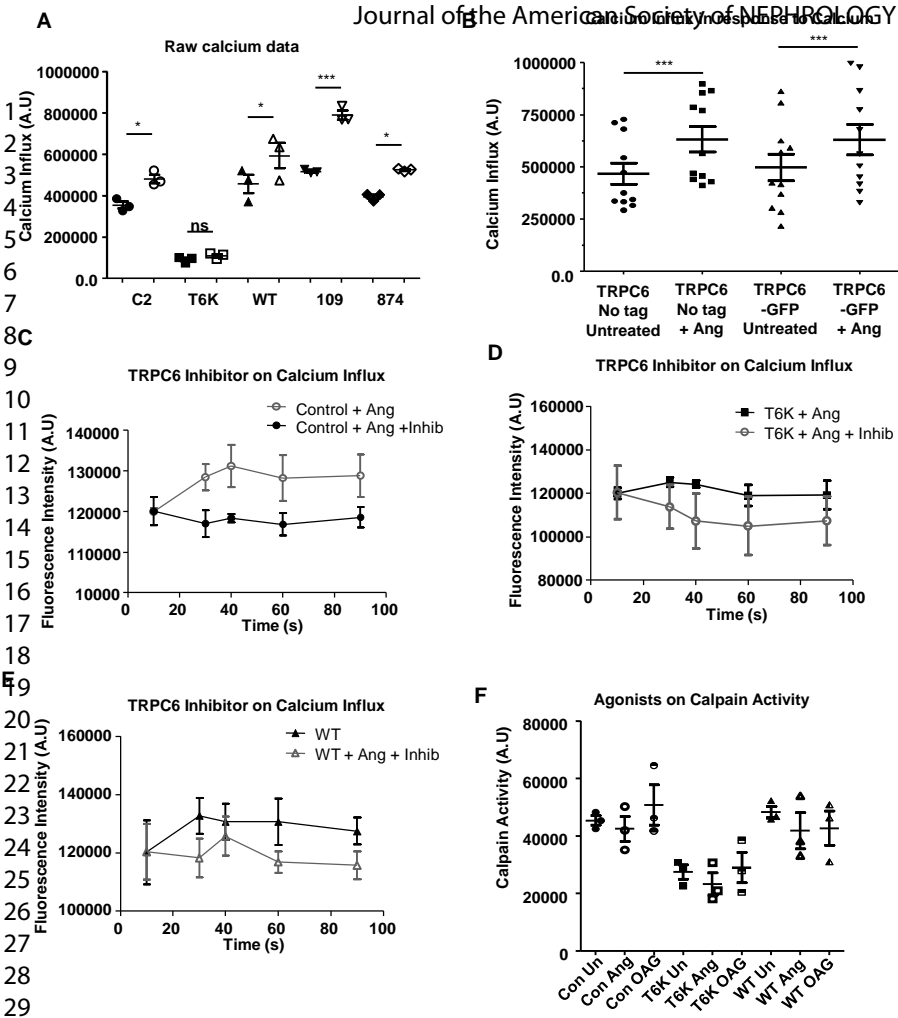 Journal of the American Society of NEPHROLOGY
A
Raw calcium data
Calcium Influx (A.U)
1000000
800000
600000
400000
200000
0.0
*
ns
*
***
*
C2 T6K WT 109 874
B
Calcium Influx in response to Calcium
Calcium Influx (A.U)
1000000
750000
500000
250000
0.0
***
***
TRPC6 TRPC6 TRPC6 TRPC6
No tag No tag -GFP -GFP
Untreated + Ang Untreated + Ang
C
TRPC6 Inhibitor on Calcium Influx
Control + Ang
Control + Ang +Inhib
Fluorescence Intensity (A.U)
140000
130000
120000
110000
10000
0 20 40 60 80 100
Time (s)
D
TRPC6 Inhibitor on Calcium Influx
T6K + Ang
T6K + Ang + Inhib
Fluorescence Intensity (A.U)
160000
120000
100000
80000
0 20 40 60 80 100
Time (s)
E
TRPC6 Inhibitor on Calcium Influx
WT
WT + Ang + Inhib
Fluorescence Intensity (A.U)
160000
140000
120000
100000
0 20 40 60 80 100
Time (s)
F
Agonists on Calpain Activity
Calpain Activity (A.U)
80000
60000
40000
20000
0
Con Un
Con Ang
Con OAG
T6K Un
T6K Ang
T6K OAG
WT Un
WT Ang
WT OAG
1
2
3
4
5
6
7
8
9
10
11
12
13
14
15
16
17
18
19
20
21
22
23
24
25
26
27
28
29